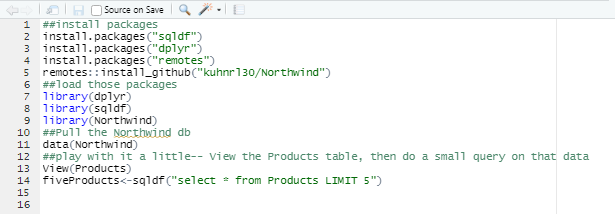 Source on Save
1 ##install packages
2 install.packages("sqldf")
3 install.packages("dplyr")
4 install.packages("remotes")
5 remotes::install_github("kuhnrl30/Northwind")
6 ##load those packages
7 library(dplyr)
8 library(sqldf)
9 library(Northwind)
10 ##Pull the Northwind db
11 data(Northwind)
12 ##play with it a little-- View the Products table, then do a small query on that data
13 View(Products)
14 fiveProducts<-sqldf("select * from Products LIMIT 5")
15
16